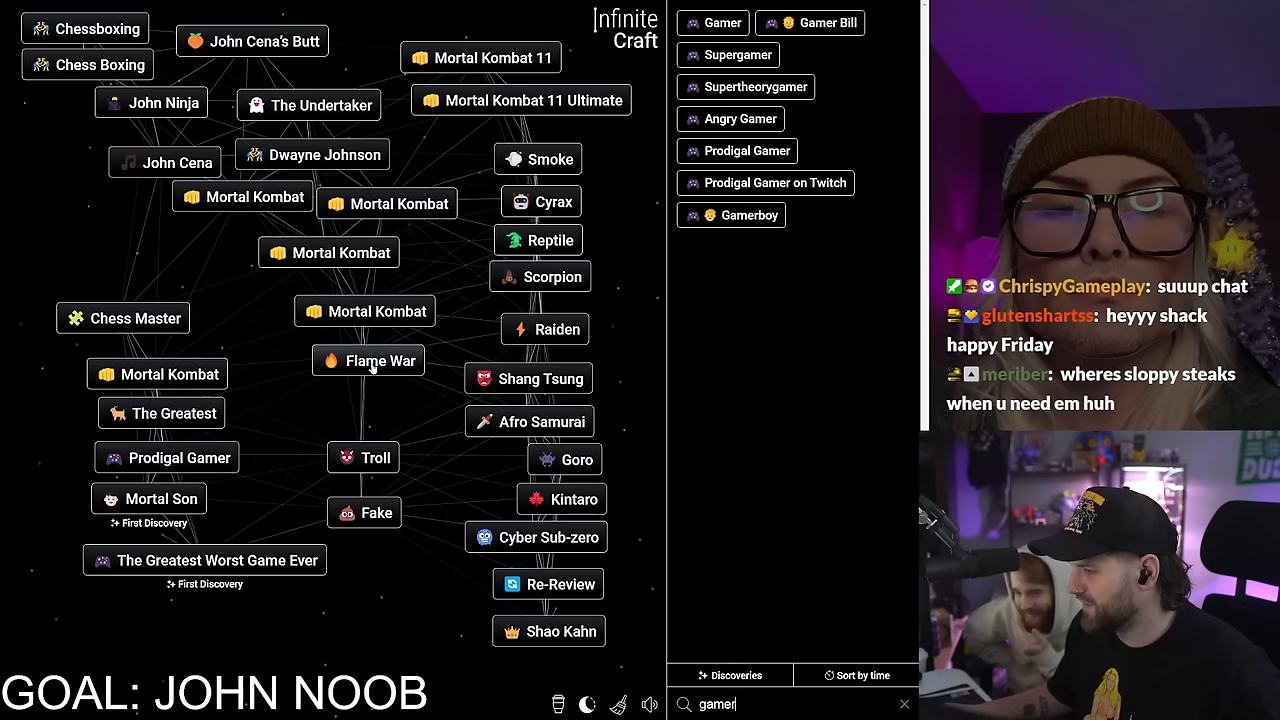 Chessboxing
Chess Boxing
John Cena's Butt
Mortal Kombat 11
Mortal Kombat 11 Ultimate
Infinite
Craft
John Ninja
The Undertaker
John Cena
Dwayne Johnson
Smoke
Mortal Kombat
Mortal Kombat
Cyrax
Mortal Kombat
Reptile
Scorpion
Chess Master
Mortal Kombat
Raiden
Flame War
Mortal Kombat
Shang Tsung
The Greatest
Afro Samurai
Prodigal Gamer
Troll
Goro
Mortal Son
First Discovery
Kintaro
Fake
Cyber Sub-zero
The Greatest Worst Game Ever
First Discovery
Re-Review
Shao Kahn
GOAL: JOHN NOOB
Gamer
Gamer Bill
Supergamer
Supertheorygamer
Angry Gamer
Prodigal Gamer
Prodigal Gamer on Twitch
Gamerboy
Discoveries
Sort by time
gamer
ChrispyGameplay: suuup chat
glutenshartss: heyyy shack
happy Friday
meriber: wheres sloppy steaks
when u need em huh